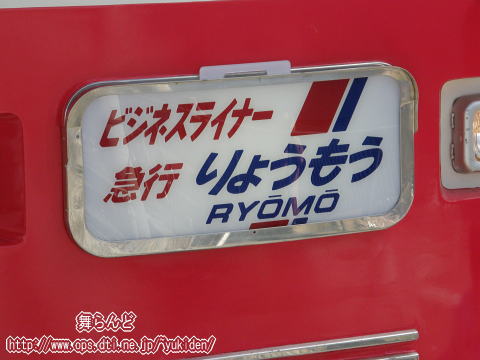 ビジネスライナー
急行 りょうもう
RYŌMŌ
舞らんど
http://www.ops.dti.ne.jp/~yukiden/